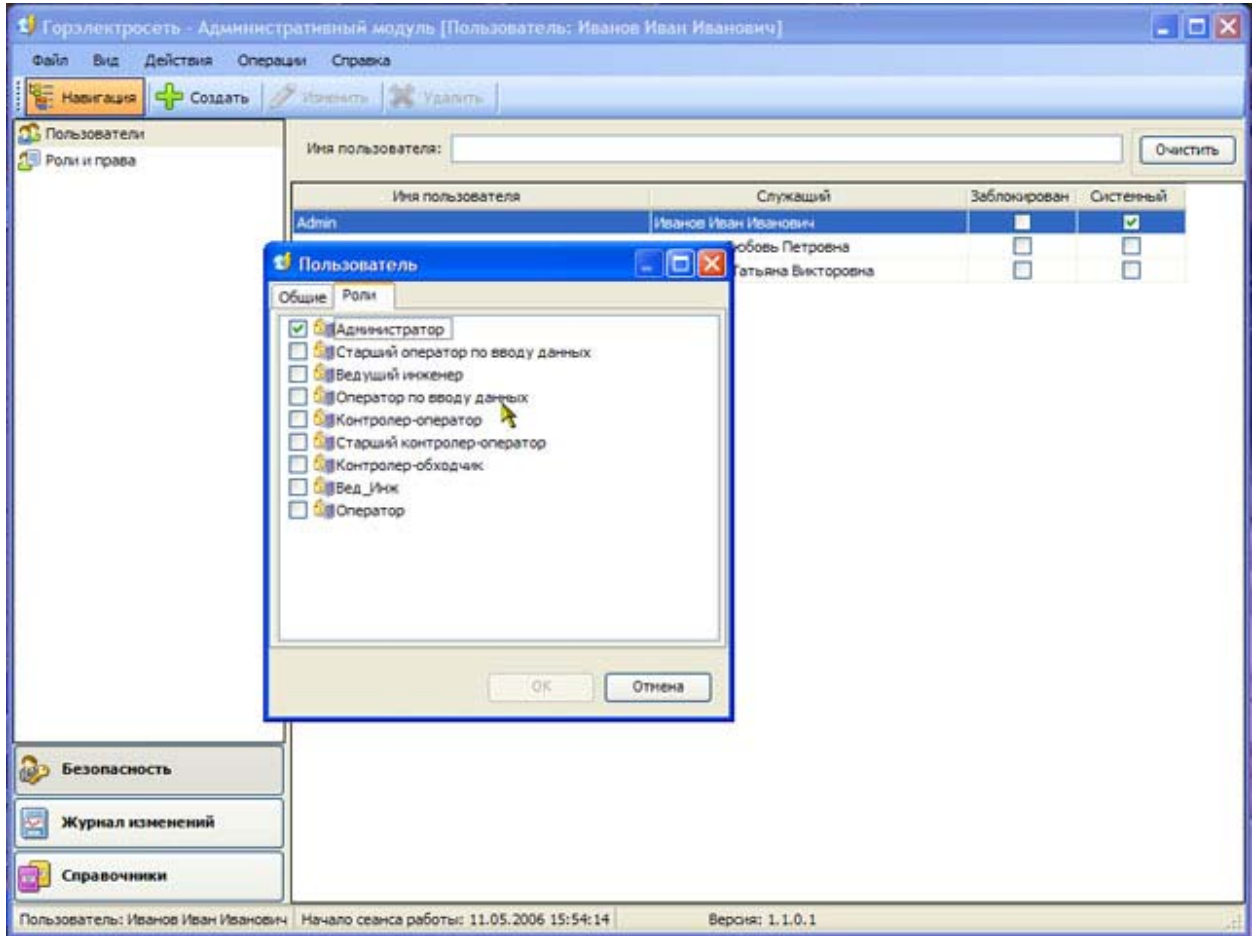 Горэлектросеть - Административный модуль [Пользователь: Иванов Иван Иванович]
Файл Вид Действия Операции Справка
Навигация Создать Изменить Удалить
Пользователи
Роли и права
Имя пользователя: Очистить
Имя пользователя Служащий Заблокирован Системный
Admin Иванов Иван Иванович
Петровна
Татьяна Викторовна
Пользователь
Общие Роли
Администратор
Старший оператор по вводу данных
Ведущий инженер
Оператор по вводу данных
Контролер-оператор
Старший контролер-оператор
Контролер-обходчик
Вед_Инж
Оператор
OK Отмена
Безопасность
Журнал изменений
Справочники
Пользователь: Иванов Иван Иванович Начало сеанса работы: 11.05.2006 15:54:14 Версия: 1.1.0.1